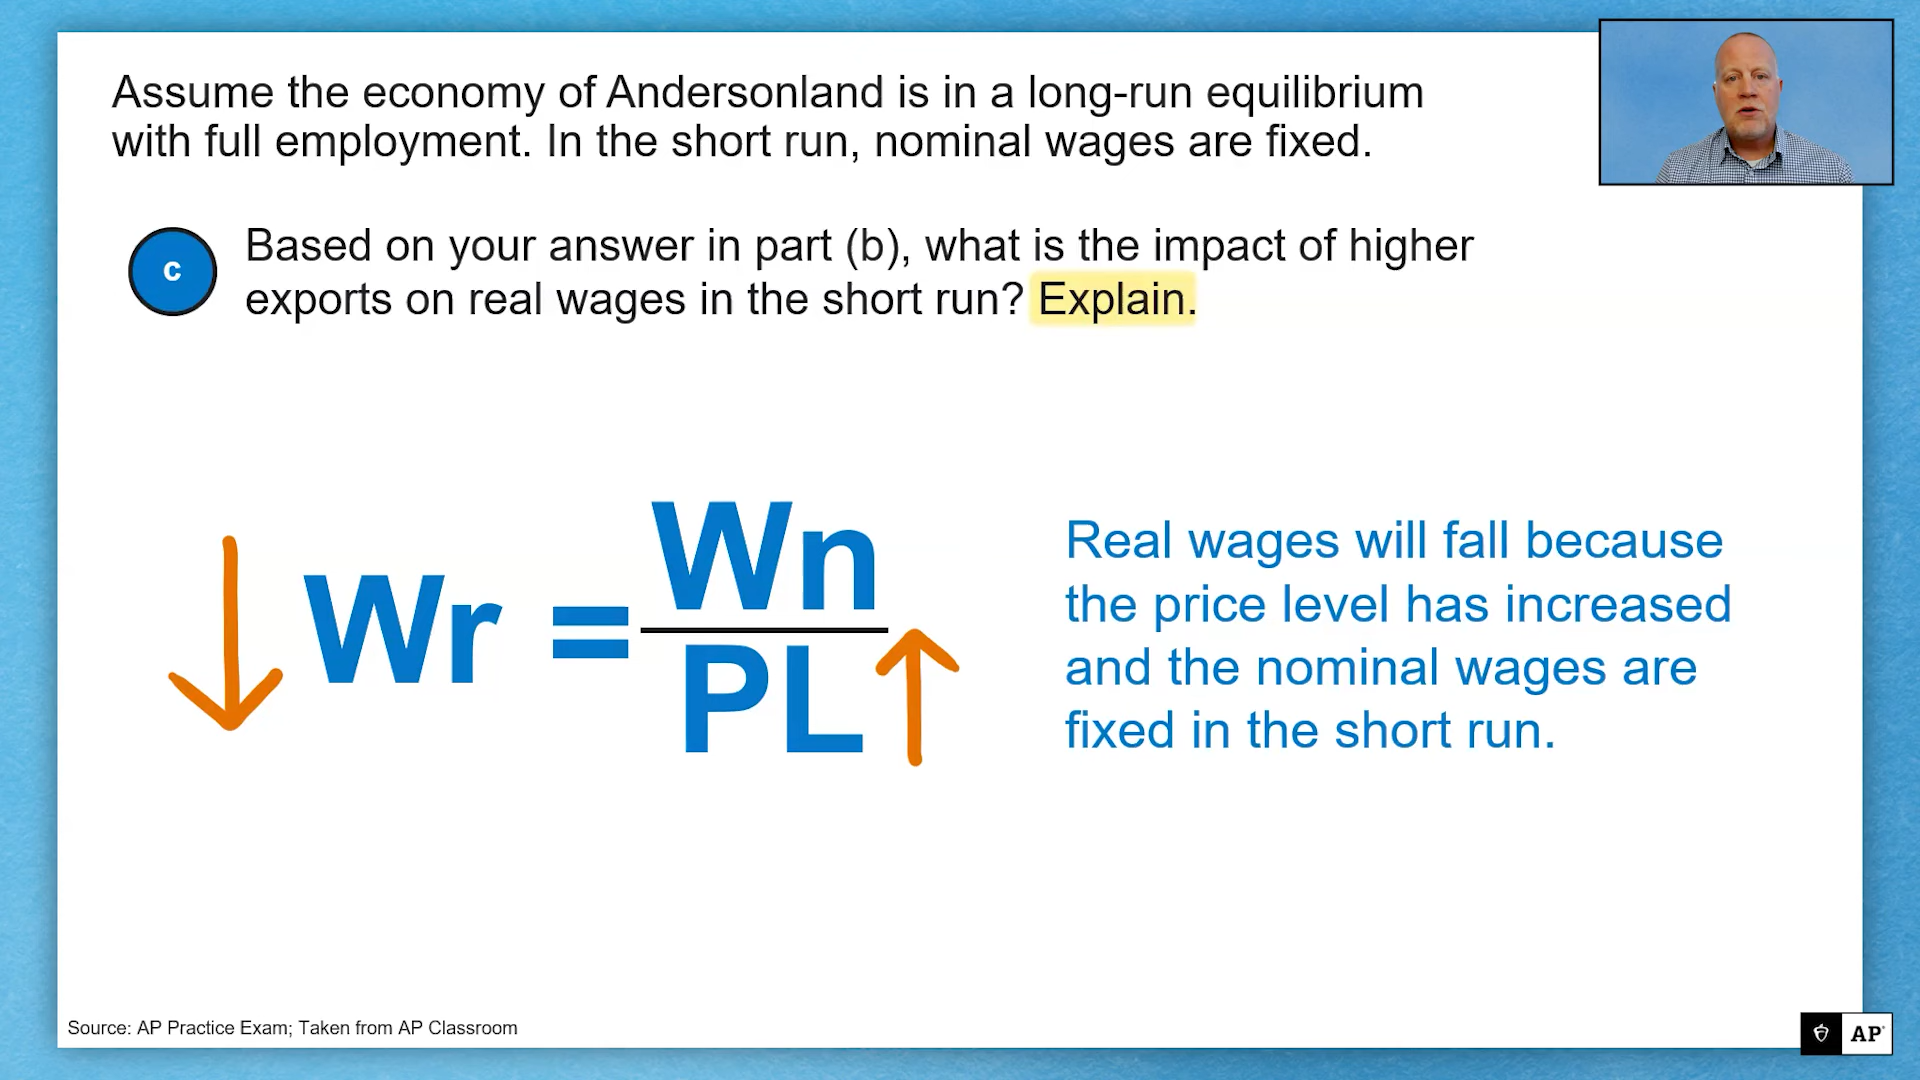 Assume the economy of Andersonland is in a long-run equilibrium
with full employment. In the short run, nominal wages are fixed.
c
Based on your answer in part (b), what is the impact of higher
exports on real wages in the short run? Explain.
Wr = Wn
PL
Real wages will fall because
the price level has increased
and the nominal wages are
fixed in the short run.
Source: AP Practice Exam; Taken from AP Classroom
AP